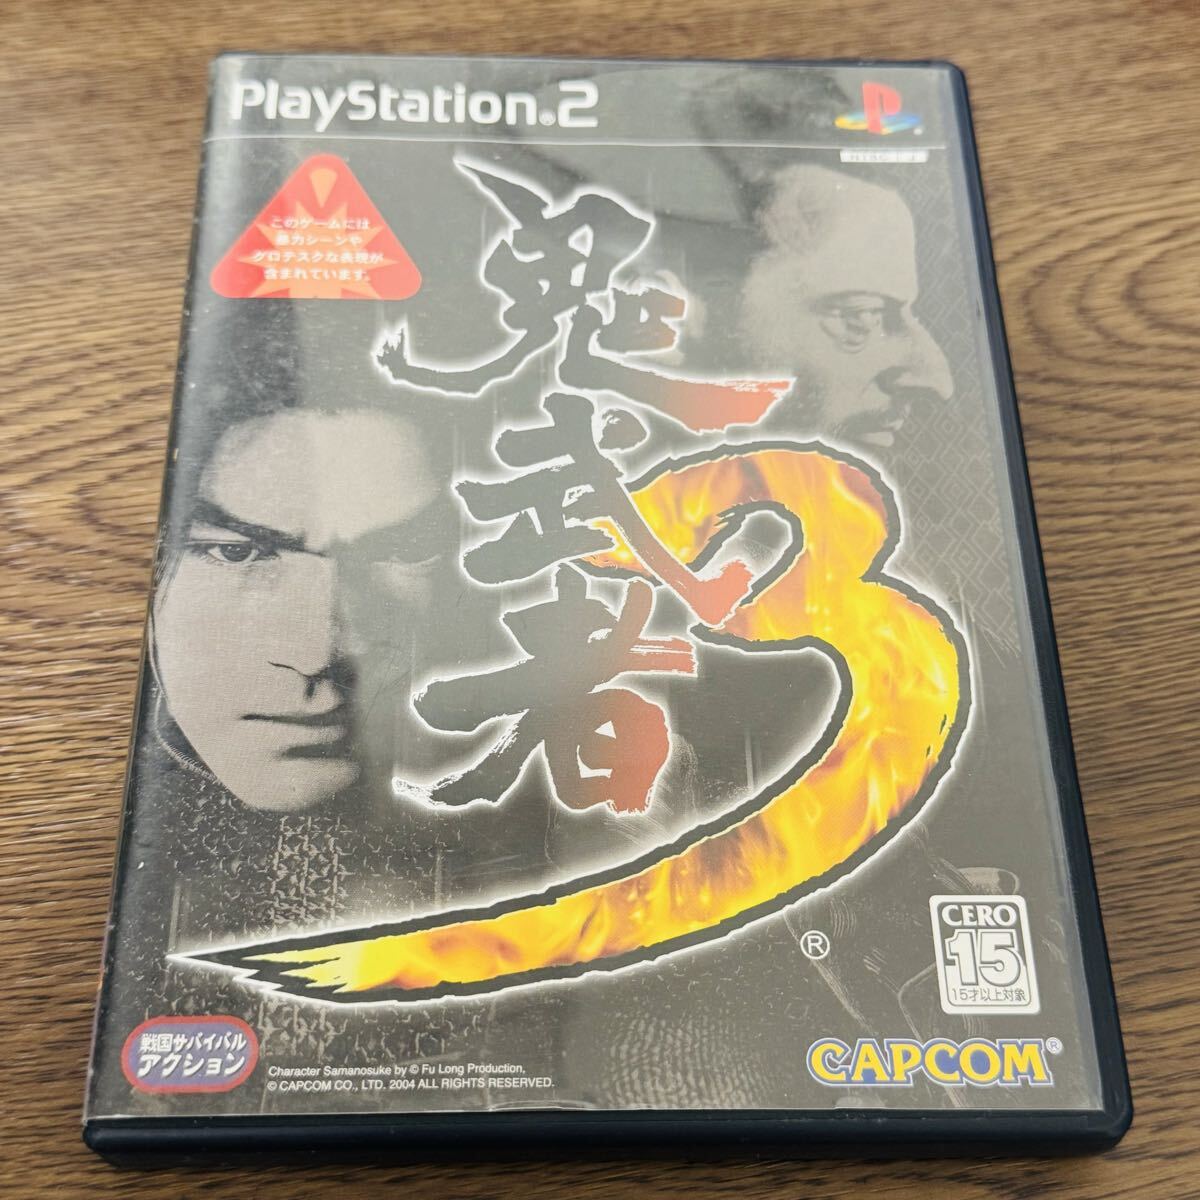 PlayStation®2
NTSC J
このゲームには
暴力シーンや
グロテスクな表現が
含まれています。
鬼武者3
®
CERO
15
15才以上対象
戦国サバイバル
アクション
Character Samanosuke by © Fu Long Production,
© CAPCOM CO., LTD. 2004 ALL RIGHTS RESERVED.
CAPCOM®